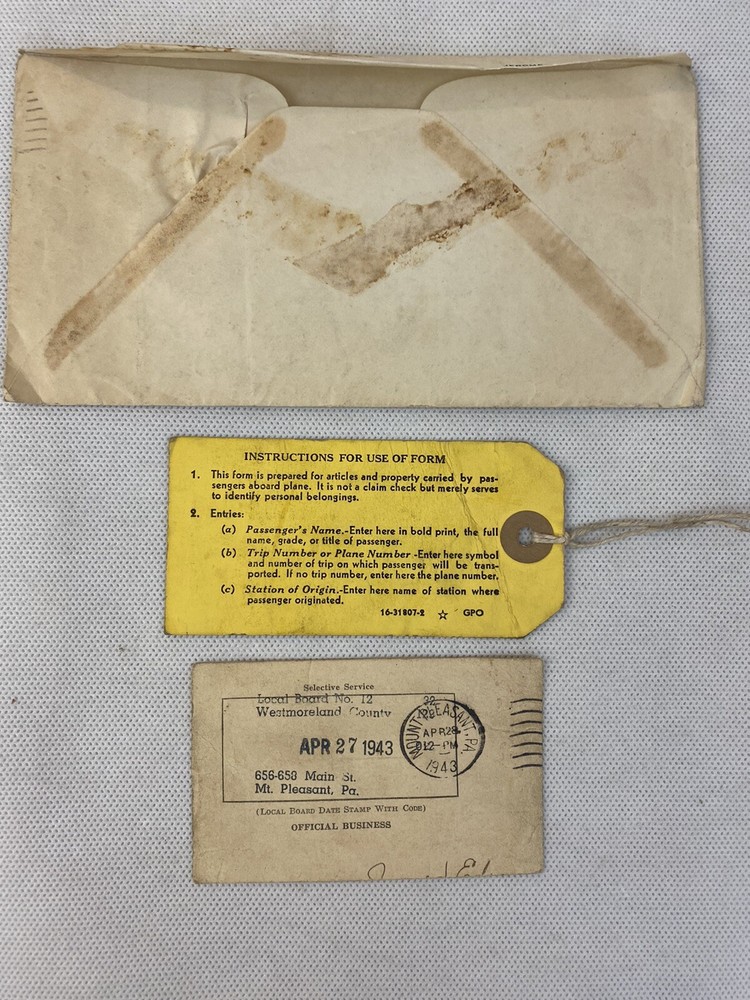 INSTRUCTIONS FOR USE OF FORM
1. This form is prepared for articles and property carried by pas-
sengers aboard plane. It is not a claim check but merely serves
to identify personal belongings.
2. Entries:
(a) Passenger's Name.-Enter here in bold print, the full
name, grade, or title of passenger.
(b) Trip Number or Plane Number -Enter here symbol
and number of trip on which passenger will be trans-
ported. If no trip number, enter here the plane number.
(c) Station of Origin.-Enter here name of station where
passenger originated.
16-31807-2 ☆ GPO
Selective Service
Local Board No. 12
Westmoreland County
APR 27 1943
656-658 Main St.
Mt. Pleasant, Pa.
MOUNT PLEASANT, PA.
APR 28
12-PM
1943
(LOCAL BOARD DATE STAMP WITH CODE)
OFFICIAL BUSINESS